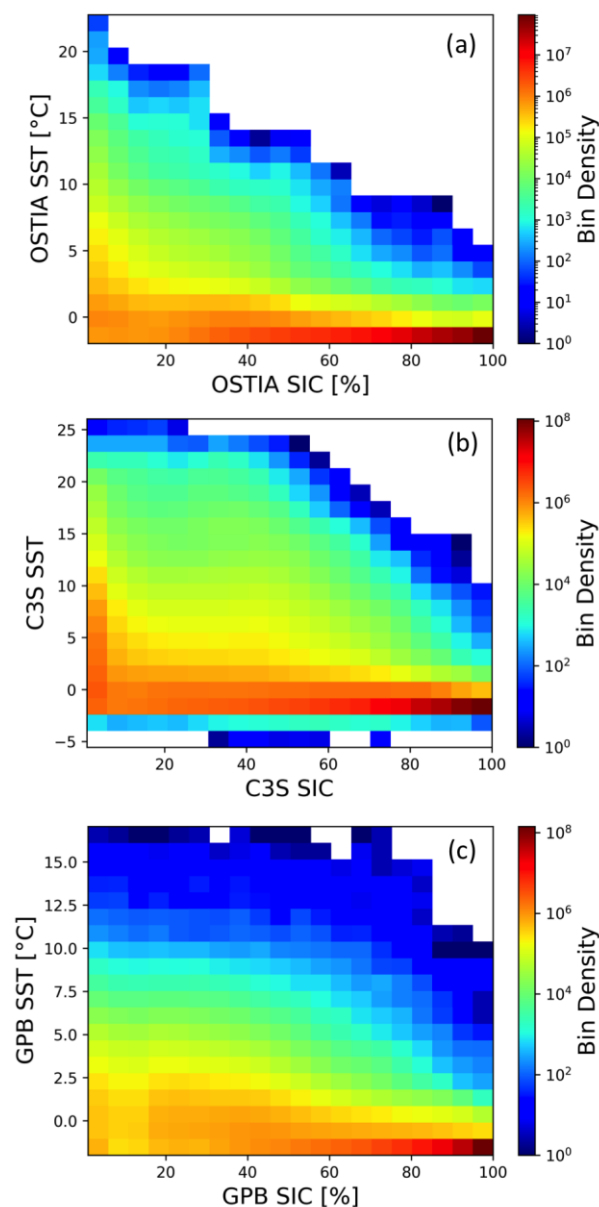 (a)
OSTIA SST [°C]
20
15
10
5
0
20 40 60 80 100
OSTIA SIC [%]
10⁷
10⁶
10⁵
10⁴
10³
10²
10¹
10⁰
Bin Density
(b)
C3S SST
25
20
15
10
5
0
−5
20 40 60 80 100
C3S SIC
10⁸
10⁶
10⁴
10²
10⁰
Bin Density
(c)
GPB SST [°C]
15.0
12.5
10.0
7.5
5.0
2.5
0.0
20 40 60 80 100
GPB SIC [%]
10⁸
10⁶
10⁴
10²
10⁰
Bin Density